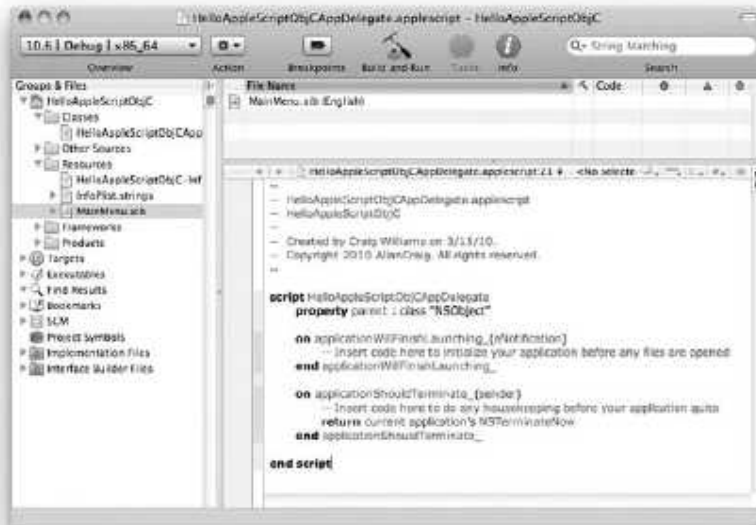 HelloAppleScriptObjCAppDelegate.applescript - HelloAppleScriptObjC
10.6 | Debug | x86_64
Q- String Matching
Overview
Action
Breakpoints
Build and Run
Tasks
Info
Search
Groups & Files
HelloAppleScriptObjC
Classes
HelloAppleScriptObjCApp
Other Sources
Resources
HelloAppleScriptObjC-Inf
InfoPlist.strings
MainMenu.xib
Frameworks
Products
Targets
Executables
Find Results
Bookmarks
SCM
Project Symbols
Implementation Files
Interface Builder Files
File Name
Code
MainMenu.xib (English)
HelloAppleScriptObjCAppDelegate.applescript:21
<No selecte
--
-- HelloAppleScriptObjCAppDelegate.applescript
-- HelloAppleScriptObjC
--
-- Created by Craig Williams on 3/13/10.
-- Copyright 2010 AllanCraig. All rights reserved.
--
script HelloAppleScriptObjCAppDelegate
property parent : class "NSObject"
on applicationWillFinishLaunching_(aNotification)
-- Insert code here to initialize your application before any files are opened
end applicationWillFinishLaunching_
on applicationShouldTerminate_(sender)
-- Insert code here to do any housekeeping before your application quits
return current application's NSTerminateNow
end applicationShouldTerminate_
end script